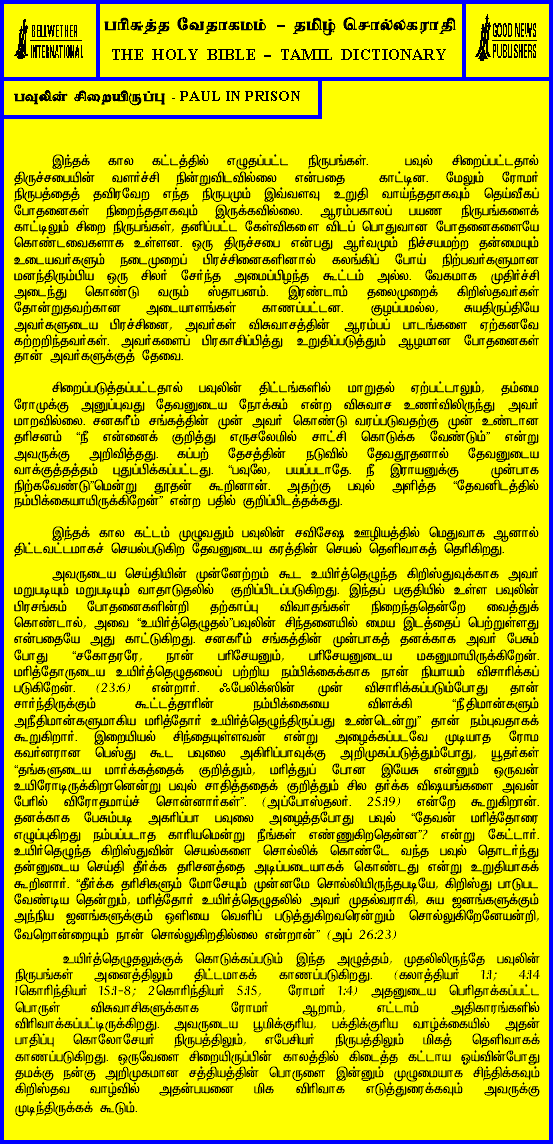 BELLWETHER
INTERNATIONAL
பரிசுத்த வேதாகமம் – தமிழ் சொல்லகராதி
THE HOLY BIBLE – TAMIL DICTIONARY
GOOD NEWS
PUBLISHERS
பவுலின் சிறையிருப்பு - PAUL IN PRISON
இந்தக் கால கட்டத்தில் எழுதப்பட்ட நிருபங்கள். பவுல் சிறைப்பட்டதால்
திருச்சபையின் வளர்ச்சி நின்றுவிடவில்லை என்பதை காட்டின. மேலும் ரோமர்
நிருபத்தைத் தவிரவேற எந்த நிருபமும் இவ்வளவு உறுதி வாய்ந்ததாகவும் தெய்வீகப்
போதனைகள் நிறைந்ததாகவும் இருக்கவில்லை. ஆரம்பகாலப் பயண நிருபங்களைக்
காட்டிலும் சிறை நிருபங்கள், தனிப்பட்ட கேள்விகளை விடப் பொதுவான போதனைகளையே
கொண்டவைகளாக உள்ளன. ஒரு திருச்சபை என்பது ஆர்வமும் நிச்சயமற்ற தன்மையும்
உடையவர்களும் நடைமுறைப் பிரச்சினைகளினால் கலங்கிப் போய் நிற்பவர்களுமான
மனந்திரும்பிய ஒரு சிலர் சேர்ந்த அமைப்பிழந்த கூட்டம் அல்ல. வேகமாக முதிர்ச்சி
அடைந்து கொண்டு வரும் ஸ்தாபனம். இரண்டாம் தலைமுறைக் கிறிஸ்தவர்கள்
தோன்றுதவற்கான அடையாளங்கள் காணப்பட்டன. குழப்பமல்ல, சுயதிருப்தியே
அவர்களுடைய பிரச்சினை, அவர்கள் விசுவாசத்தின் ஆரம்பப் பாடங்களை ஏற்கனவே
கற்றறிந்தவர்கள். அவர்களைப் பிரகாசிப்பித்து உறுதிப்படுத்தும் ஆழமான போதனைகள்
தான் அவர்களுக்குத் தேவை.
சிறைப்படுத்தப்பட்டதால் பவுலின் திட்டங்களில் மாறுதல் ஏற்பட்டாலும், தம்மை
ரோமுக்கு அனுப்புவது தேவனுடைய நோக்கம் என்ற விசுவாச உணர்விலிருந்து அவர்
மாறவில்லை. சனகரீம் சங்கத்தின் முன் அவர் கொண்டு வரப்படுவதற்கு முன் உண்டான
தரிசனம் “நீ என்னைக் குறித்து எருசலேயில் சாட்சி கொடுக்க வேண்டும்” என்று
அவருக்கு அறிவித்தது. கப்பற் தேசத்தின் நடுவில் தேவதூதனால் தேவனுடைய
வாக்குத்தத்தம் புதுப்பிக்கப்பட்டது. “பவுலே, பயப்படாதே. நீ இராயனுக்கு முன்பாக
நிற்கவேண்டு”மென்று தூதன் கூறினான். அதற்கு பவுல் அளித்த “தேவனிடத்தில்
நம்பிக்கையாயிருக்கிறேன்” என்ற பதில் குறிப்பிடத்தக்கது.
இந்தக் கால கட்டம் முழுவதும் பவுலின் சவிசேஷ ஊழியத்தில் மெதுவாக ஆனால்
திட்டவட்டமாகச் செயல்படுகிற தேவனுடைய கரத்தின் செயல் தெளிவாகத் தெரிகிறது.
அவருடைய செய்தியின் முன்னேற்றம் கூட உயிர்த்தெழுந்த கிறிஸ்துவுக்காக அவர்
மறுபடியும் மறுபடியும் வாதாடுதலில் குறிப்பிடப்படுகிறது. இந்தப் பகுதியில் உள்ள பவுலின்
பிரசங்கம் போதனைகளின்றி தற்காப்பு விவாதங்கள் நிறைந்ததென்றே வைத்துக்
கொண்டால், அவை “உயிர்த்தெழுதல்”பவுலின் சிந்தனையில் மைய இடத்தைப் பெற்றுள்ளது
என்பதையே அது காட்டுகிறது. சனகரீம் சங்கத்தின் முன்பாகத் தனக்காக அவர் பேசும்
போது “சகோதரரே, நான் பரிசேயனும், பரிசேயனுடைய மகனுமாயிருக்கிறேன்.
மரித்தோருடைய உயிர்த்தெழுதலைப் பற்றிய நம்பிக்கைக்காக நான் நியாயம் விசாரிக்கப்
படுகிறேன். (23:6) என்றார். ஃபேலிக்ஸின் முன் விசாரிக்கப்படும்போது தான்
சார்ந்திருக்கும் கூட்டத்தாரின் நம்பிக்கையை விளக்கி “நீதிமான்களும்
அநீதிமான்களுமாகிய மரித்தோர் உயிர்த்தெழுந்திருப்பது உண்டென்று” தான் நம்புவதாகக்
கூறுகிறார். இறையியல் சிந்தையுள்ளவன் என்று அழைக்கப்படவே முடியாத ரோம
கவர்னரான பெஸ்து கூட பவுலை அகிரிப்பாவுக்கு அறிமுகப்படுத்தும்போது, யூதர்கள்
“தங்களுடைய மார்க்கத்தைக் குறித்தும், மரித்துப் போன இயேசு என்னும் ஒருவன்
உயிரோடிருக்கிறானென்று பவுல் சாதித்ததைக் குறித்தும் சில தர்க்க விஷயங்களை அவன்
பேரில் விரோதமாய்ச் சொன்னார்கள்”. (அப்போஸ்தலர். 25:19) என்றே கூறுகிறான்.
தனக்காக பேசும்படி அகரிப்பா பவுலை அழைத்தபோது பவுல் “தேவன் மரித்தோரை
எழுப்புகிறது நம்பப்படாத காரியமென்று நீங்கள் எண்ணுகிறதென்ன”? என்று கேட்டார்.
உயிர்தெழுந்த கிறிஸ்துவின் செயல்களை சொல்லிக் கொண்டே வந்த பவுல் தொடர்ந்து
தன்னுடைய செய்தி தீர்க்க தரிசனத்தை அடிப்படையாகக் கொண்டது என்று உறுதியாகக்
கூறினார். “தீர்க்க தரிசிகளும் மோசேயும் முன்னமே சொல்லியிருந்தபடியே, கிறிஸ்து பாடுபட
வேண்டிய தென்றும், மரித்தோர் உயிர்த்தெழுதலில் அவர் முதல்வராகி, சுய ஜனங்களுக்கும்
அந்நிய ஜனங்களுக்கும் ஒளியை வெளிப் படுத்துகிறவரென்றும் சொல்லுகிறேனேயன்றி,
வேறொன்றையும் நான் சொல்லுகிறதில்லை என்றான்” (அப் 26:23)
உயிர்த்தெழுதலுக்குக் கொடுக்கப்படும் இந்த அழுத்தம், முதலிலிருந்தே பவுலின்
நிருபங்கள் அனைத்திலும் திட்டமாகக் காணப்படுகிறது. (கலாத்தியர் 1:1; 4:14
1கொரிந்தியர் 15:1-8; 2கொரிந்தியர் 5:15, ரோமர் 1:4) அதனுடைய பெரிதாக்கப்பட்ட
பொருள் விசுவாசிகளுக்காக ரோமர் ஆறாம், எட்டாம் அதிகாரங்களில்
விரிவாக்கப்பட்டிருக்கிறது. அவருடைய பூமிக்குரிய, பக்திக்குரிய வாழ்க்கையில் அதன்
பாதிப்பு கொலோசேயர் நிருபத்திலும், எபேசியர் நிருபத்திலும் மிகத் தெளிவாகக்
காணப்படுகிறது. ஒருவேளை சிறையிருப்பின் காலத்தில் கிடைத்த கட்டாய ஓய்வின்போது
தமக்கு நன்கு அறிமுகமான சத்தியத்தின் பொருளை இன்னும் முழுமையாக சிந்திக்கவும்
கிறிஸ்தவ வாழ்வில் அதன்பயனை மிக விரிவாக எடுத்துரைக்கவும் அவருக்கு
முடிந்திருக்கக் கூடும்.